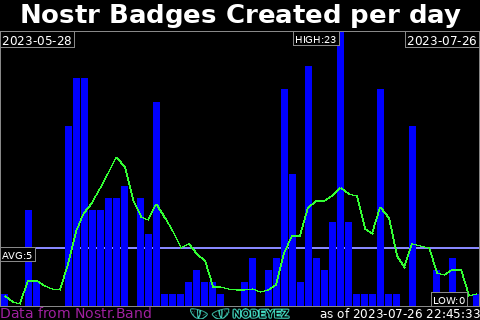 Nostr Badges Created per day
2023-05-28
HIGH:23
2023-07-26
AVG:5
LOW:0
Data from Nostr.Band
NODEYEZ
as of 2023-07-26 22:45:33